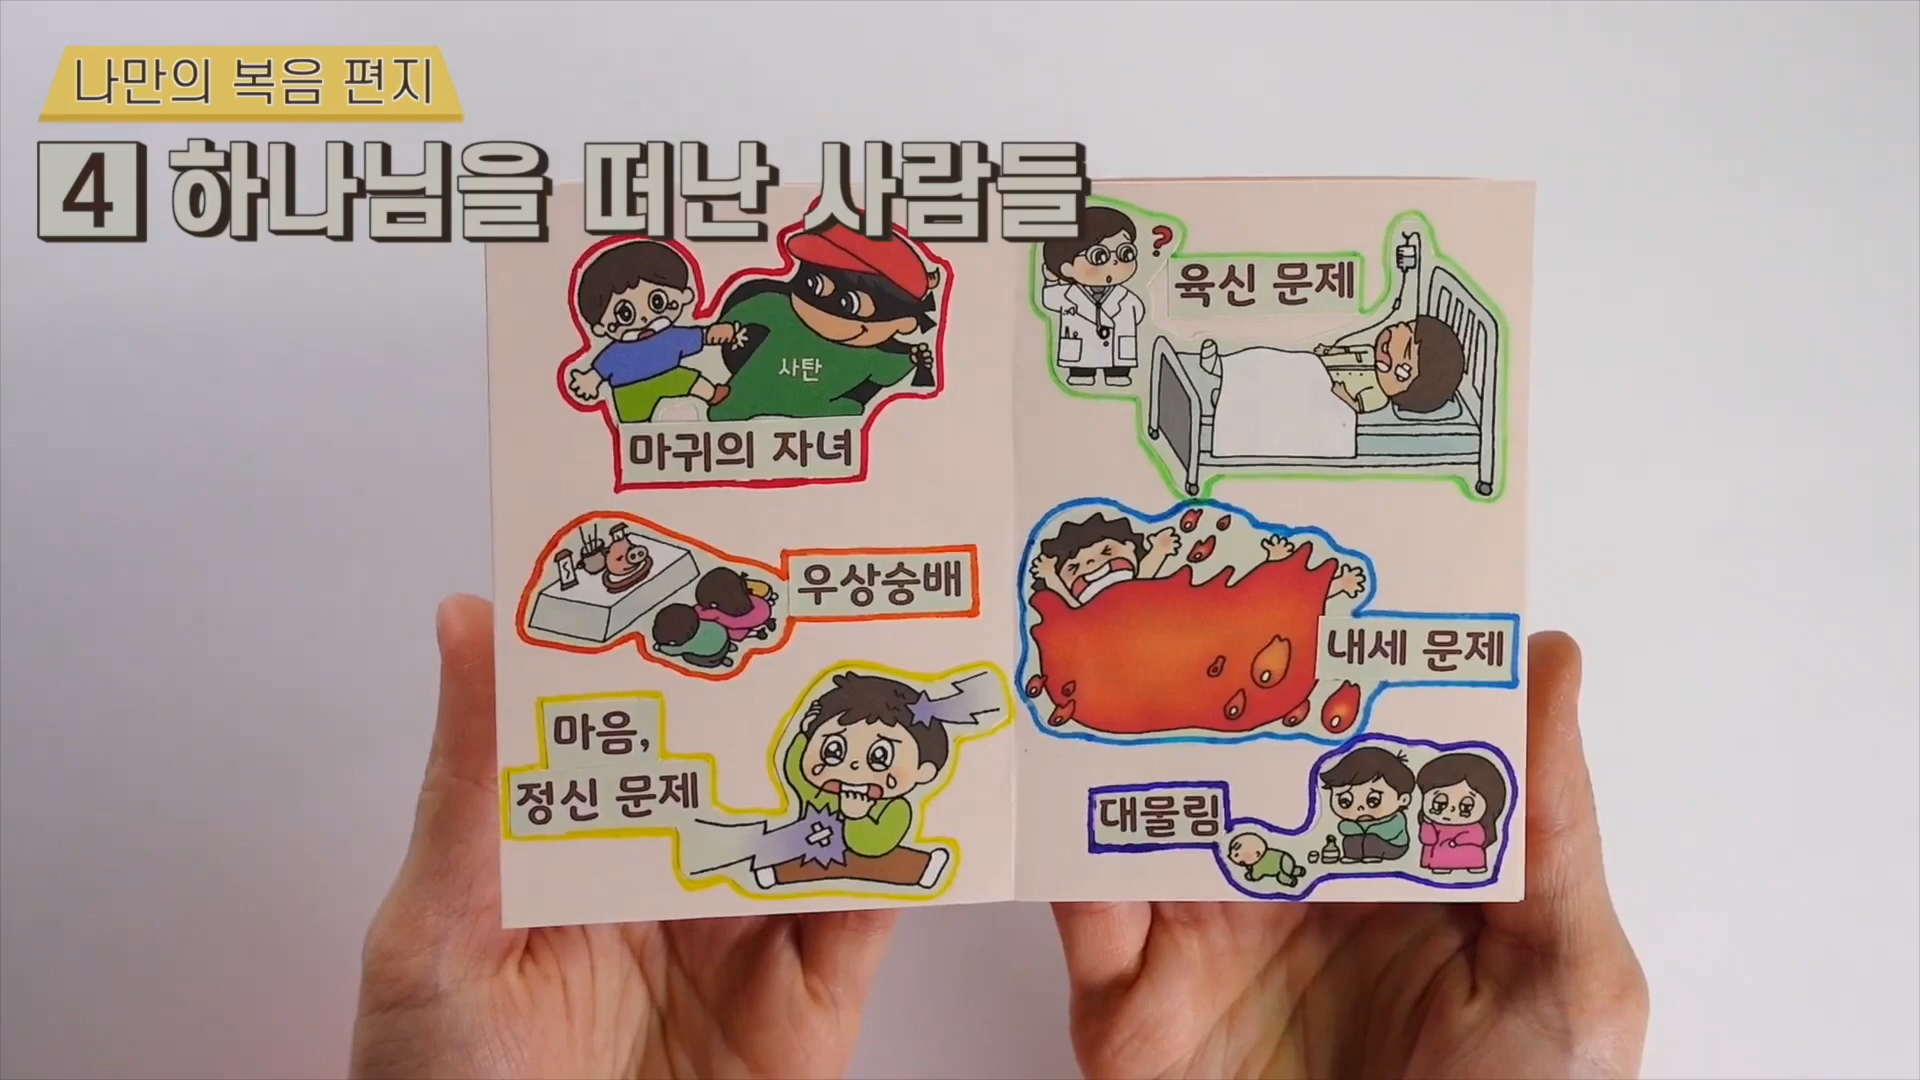 나만의 복음 편지
4 하나님을 떠난 사람들
사탄
마귀의 자녀
우상숭배
마음,
정신 문제
?
육신 문제
내세 문제
대물림